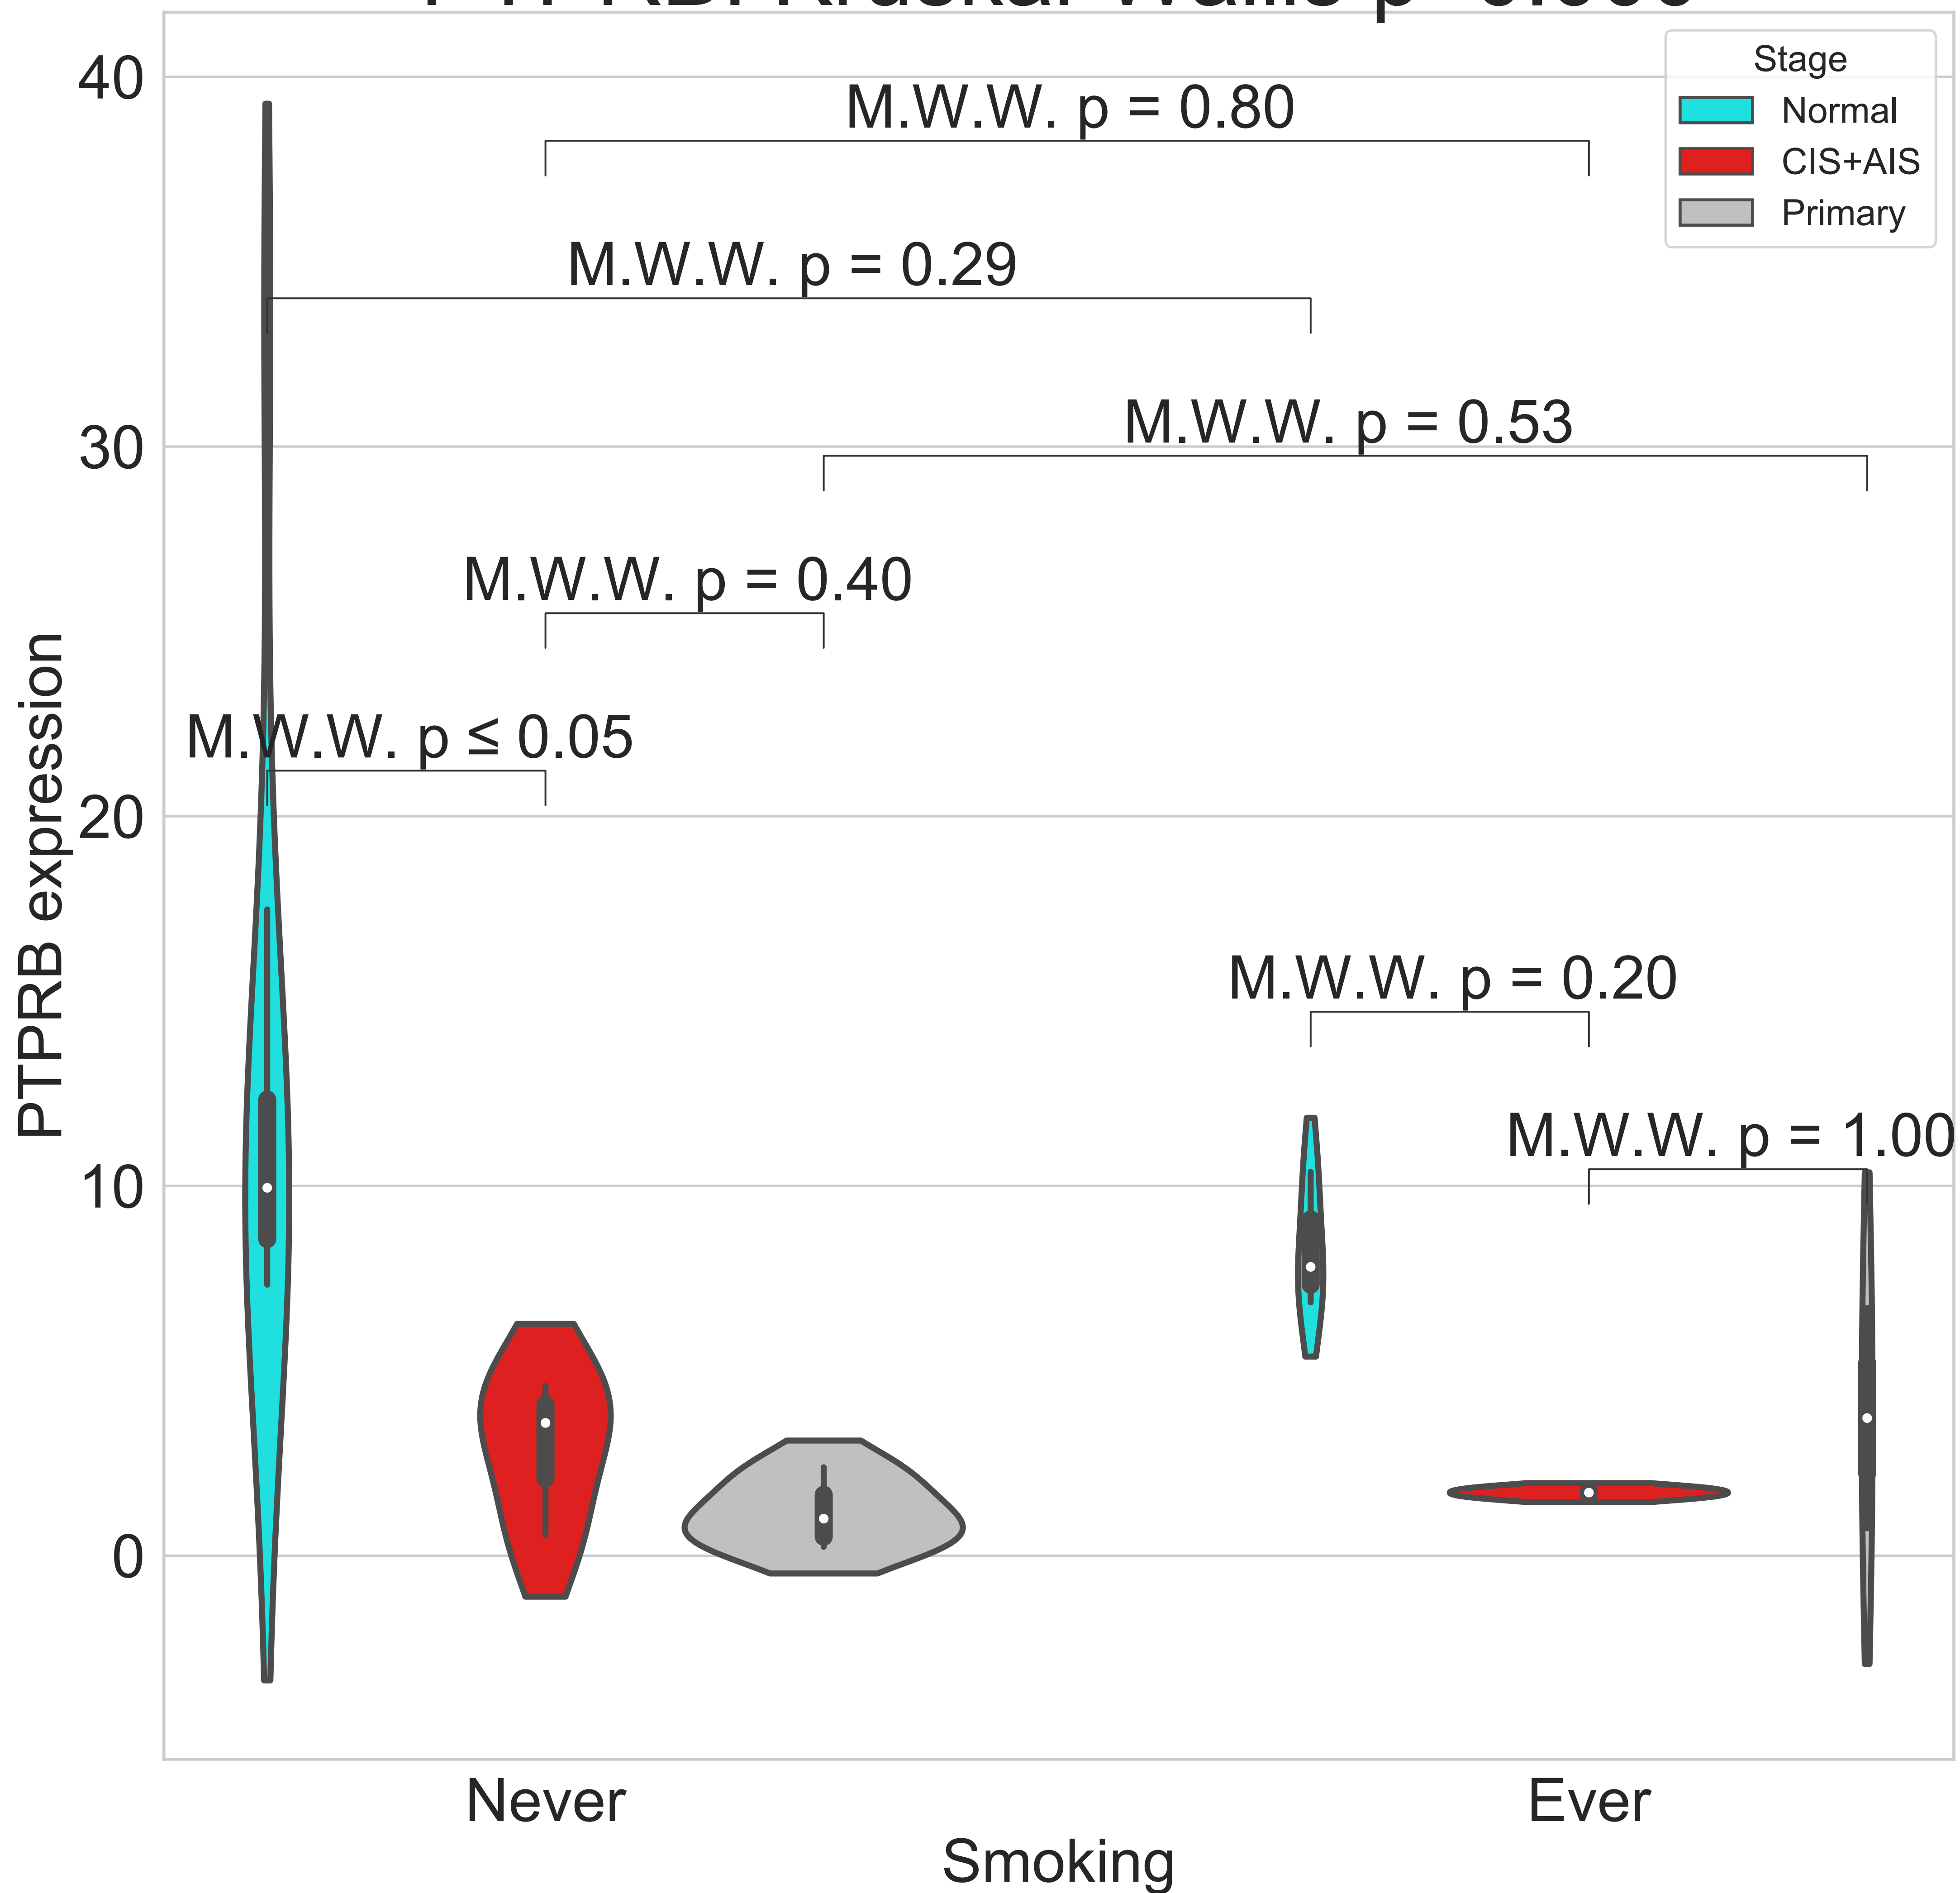 Stage
Normal
CIS+AIS
Primary
40
30
20
10
0
PTPRB expression
M.W.W. p = 0.80
M.W.W. p = 0.29
M.W.W. p = 0.53
M.W.W. p = 0.40
M.W.W. p ≤ 0.05
M.W.W. p = 0.20
M.W.W. p = 1.00
Never
Ever
Smoking